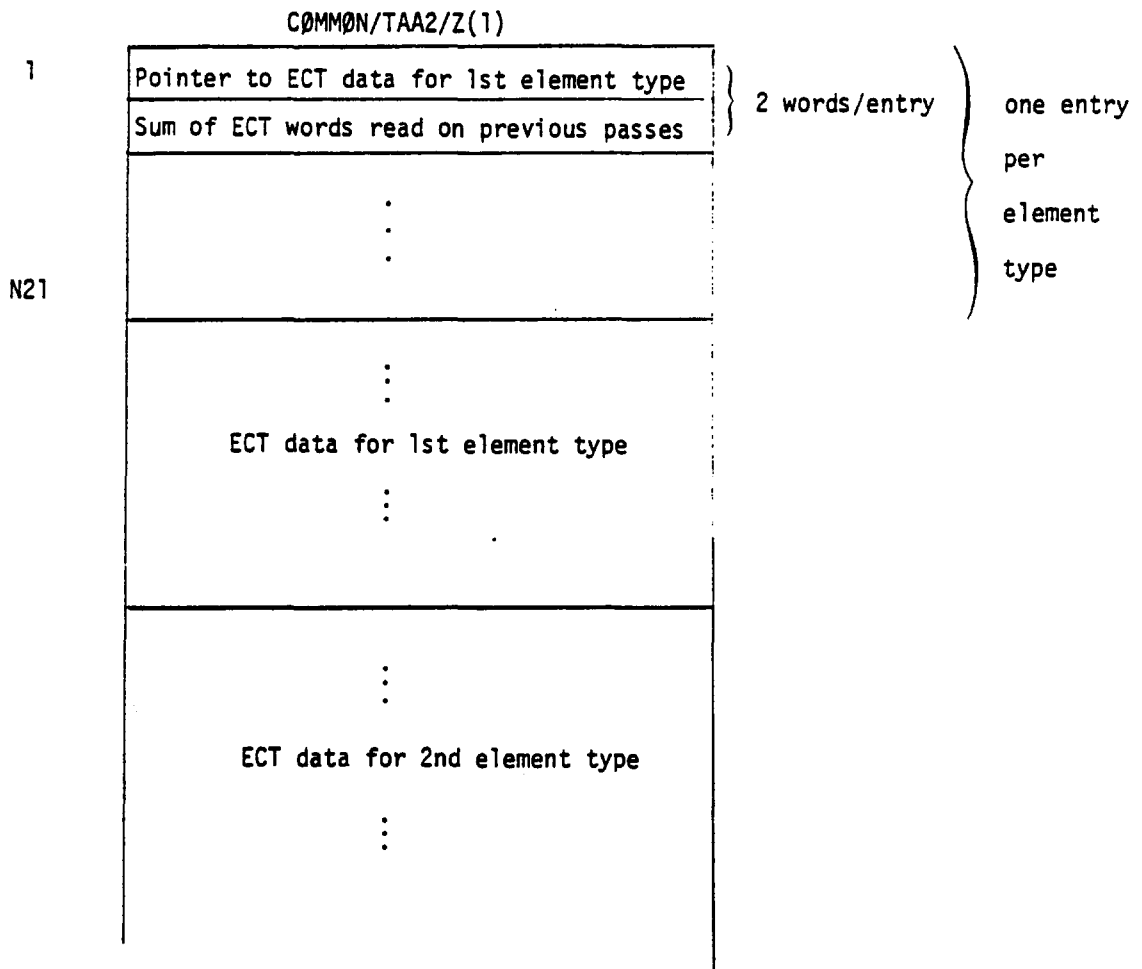 CØMMØN/TAA2/Z(1)
1
Pointer to ECT data for 1st element type
Sum of ECT words read on previous passes
2 words/entry
one entry
per
element
type
N21
ECT data for 1st element type
ECT data for 2nd element type